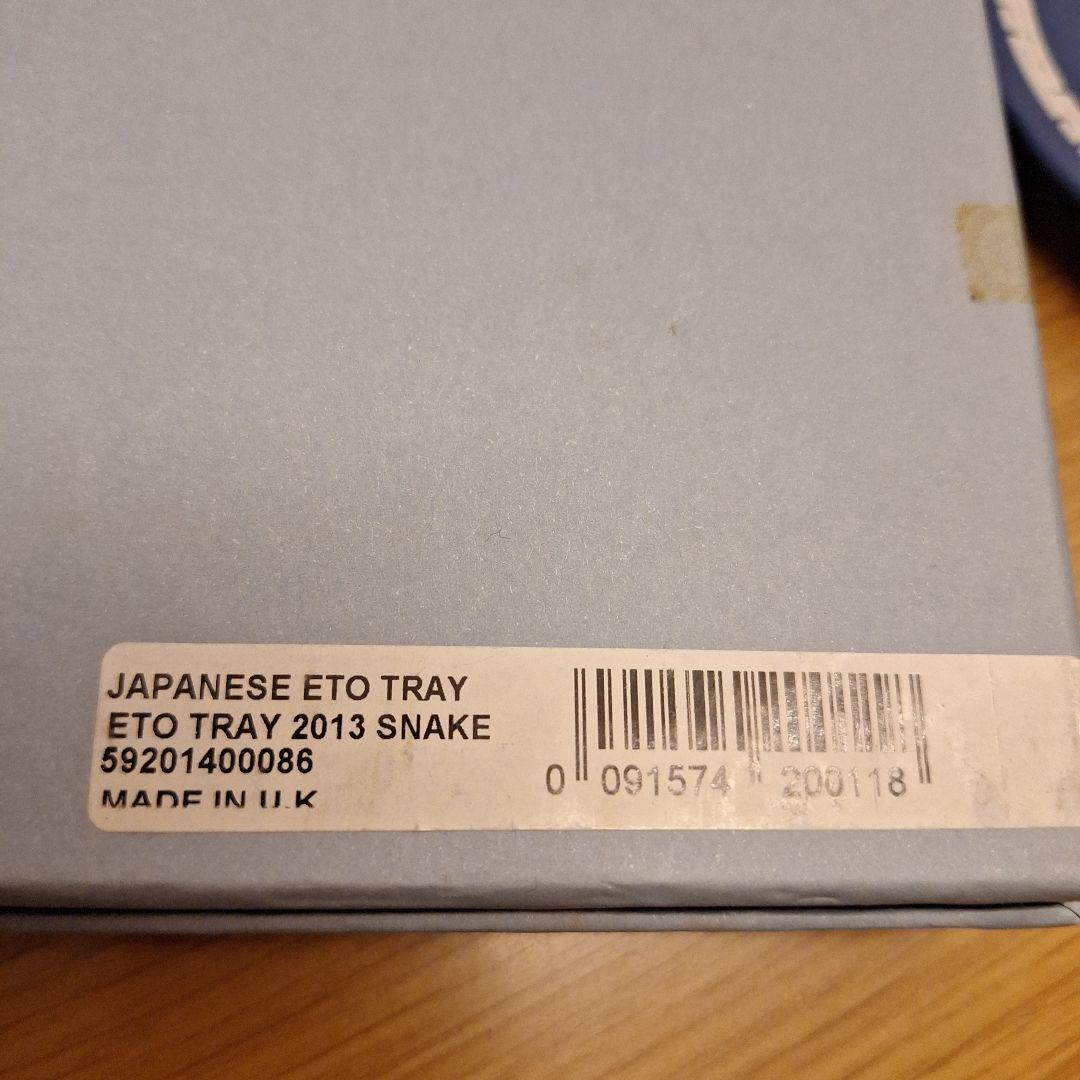 JAPANESE ETO TRAY
ETO TRAY 2013 SNAKE
59201400086
MADE IN U.K
0 091574 200118